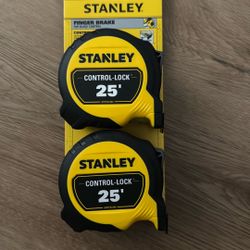 STANLEY
FINGER BRAKE
STANLEY
CONTROL-LOCK
25'
STANLEY
CONTROL-LOCK
25'